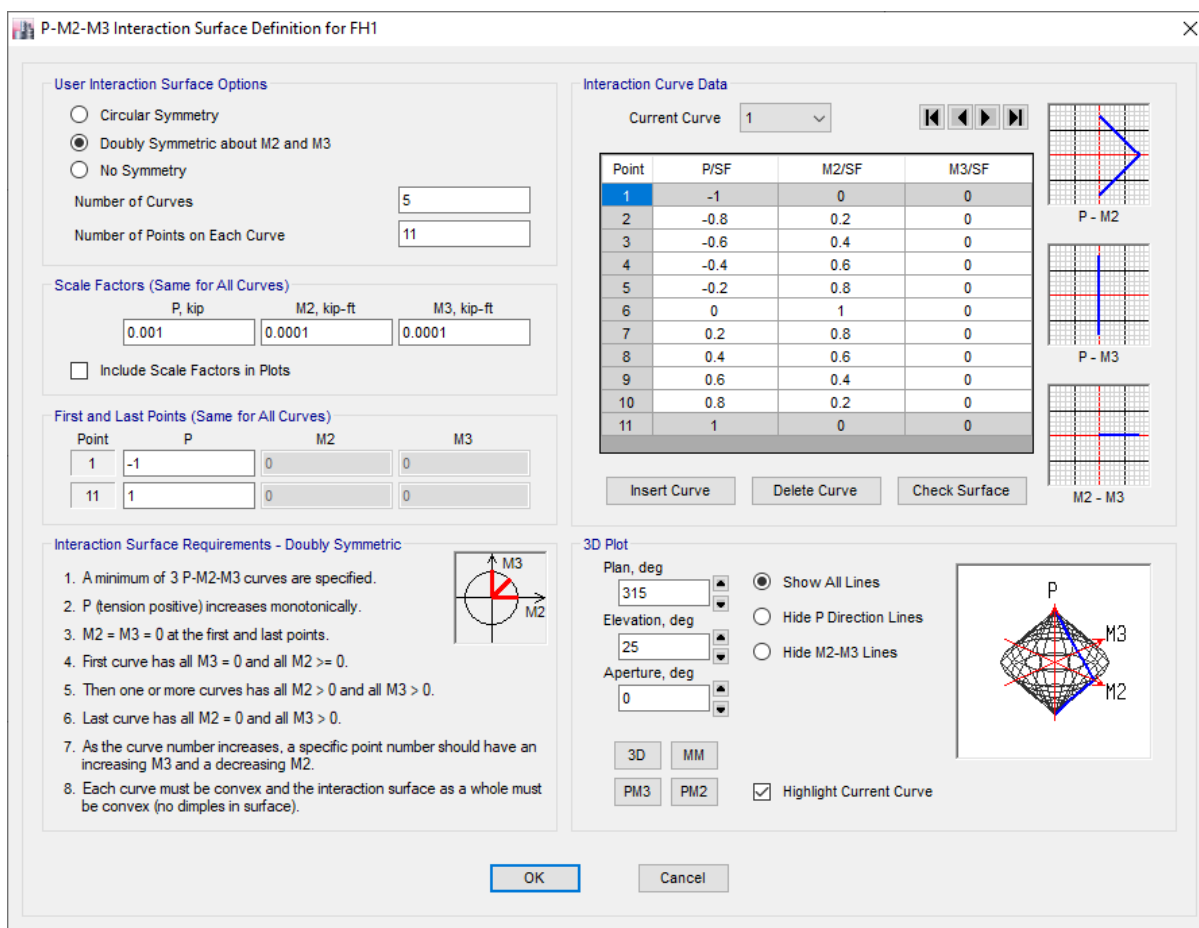 P-M2-M3 Interaction Surface Definition for FH1
User Interaction Surface Options
Circular Symmetry
Doubly Symmetric about M2 and M3
No Symmetry
Number of Curves 5
Number of Points on Each Curve 11
Scale Factors (Same for All Curves)
P, kip M2, kip-ft M3, kip-ft
0.001 0.0001 0.0001
Include Scale Factors in Plots
First and Last Points (Same for All Curves)
Point P M2 M3
1 -1 0 0
11 1 0 0
Interaction Surface Requirements - Doubly Symmetric
1. A minimum of 3 P-M2-M3 curves are specified.
2. P (tension positive) increases monotonically.
3. M2 = M3 = 0 at the first and last points.
4. First curve has all M3 = 0 and all M2 >= 0.
5. Then one or more curves has all M2 > 0 and all M3 > 0.
6. Last curve has all M2 = 0 and all M3 > 0.
7. As the curve number increases, a specific point number should have an
increasing M3 and a decreasing M2.
8. Each curve must be convex and the interaction surface as a whole must
be convex (no dimples in surface).
M3
M2
Interaction Curve Data
Current Curve 1
Point P/SF M2/SF M3/SF
1 -1 0 0
2 -0.8 0.2 0
3 -0.6 0.4 0
4 -0.4 0.6 0
5 -0.2 0.8 0
6 0 1 0
7 0.2 0.8 0
8 0.4 0.6 0
9 0.6 0.4 0
10 0.8 0.2 0
11 1 0 0
Insert Curve Delete Curve Check Surface
P - M2
P - M3
M2 - M3
3D Plot
Plan, deg
315
Elevation, deg
25
Aperture, deg
0
Show All Lines
Hide P Direction Lines
Hide M2-M3 Lines
3D MM
PM3 PM2
Highlight Current Curve
P
M3
M2
OK Cancel